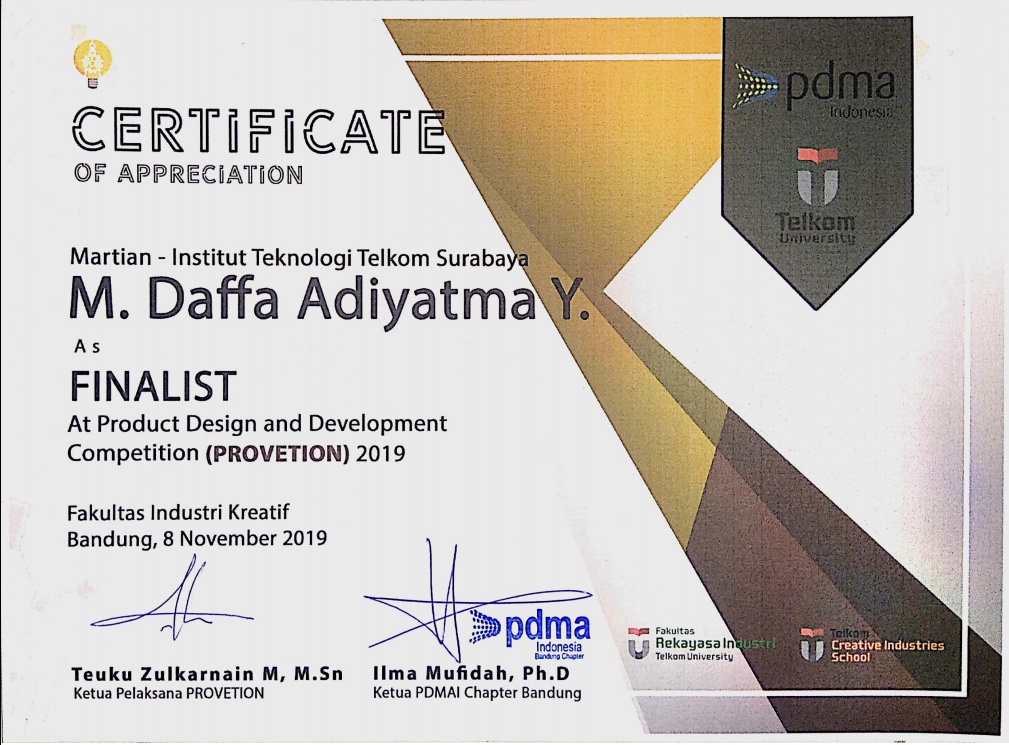 CERTiFiCATE
OF APPRECiATiON
pdma
Indonesia
Telkom
University
Martian - Institut Teknologi Telkom Surabaya
M. Daffa Adiyatma Y.
As
FINALIST
At Product Design and Development
Competition (PROVETION) 2019
Fakultas Industri Kreatif
Bandung, 8 November 2019
pdma
Indonesia
Bandung Chapter
Teuku Zulkarnain M, M.Sn
Ketua Pelaksana PROVETION
Ilma Mufidah, Ph.D
Ketua PDMAI Chapter Bandung
Fakultas
Rekayasa Industri
Telkom University
Telkom
Creative Industries
School